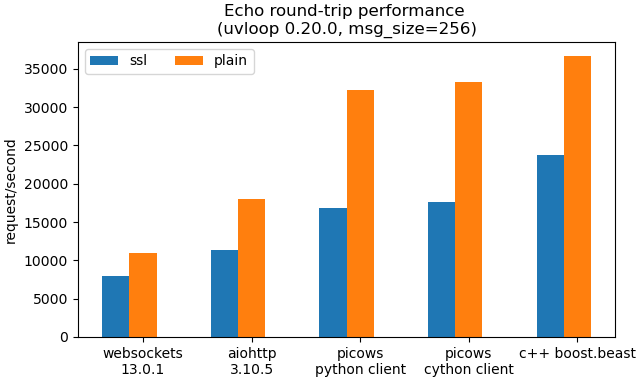 Echo round-trip performance
(uvloop 0.20.0, msg_size=256)
ssl
plain
request/second
35000
30000
25000
20000
15000
10000
5000
0
websockets
13.0.1
aiohttp
3.10.5
picows
python client
picows
cython client
c++ boost.beast